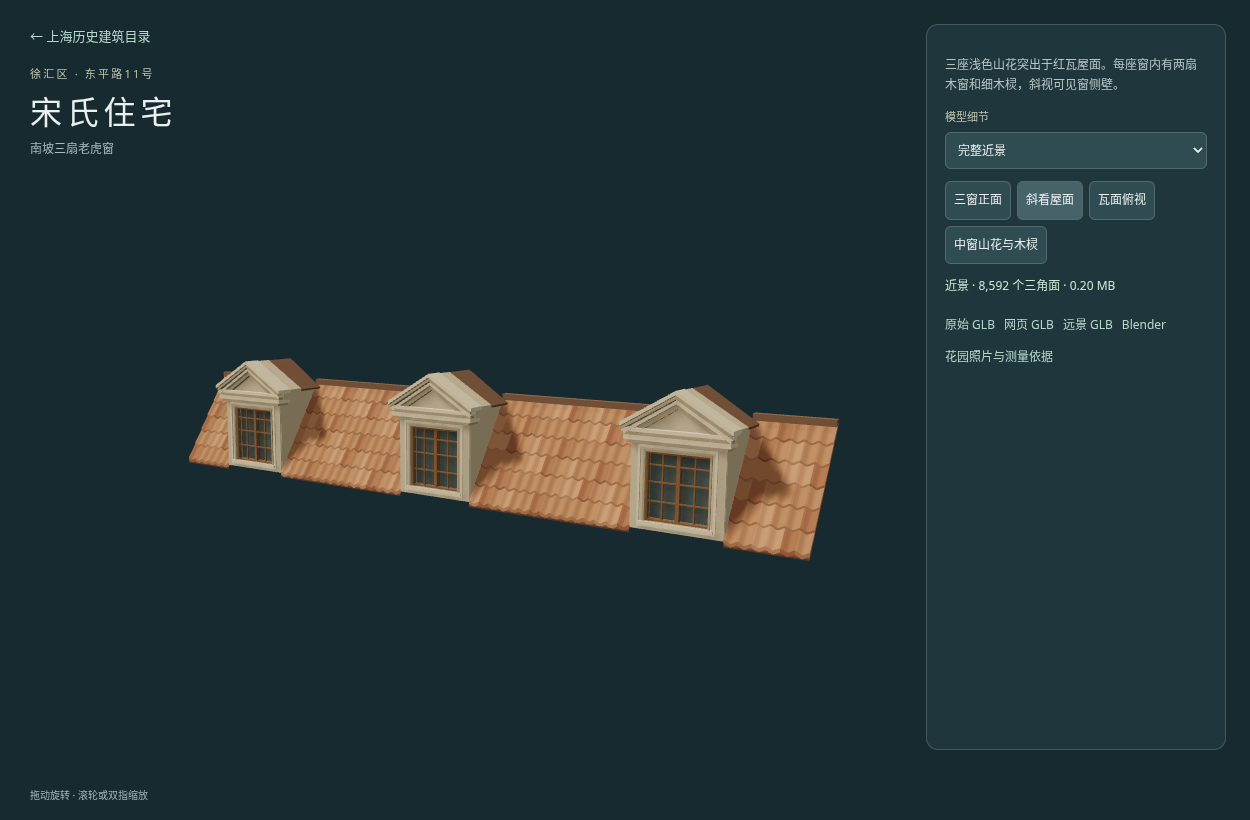 ← 上海历史建筑目录
徐汇区 · 东平路11号
宋氏住宅
南坡三扇老虎窗
三座浅色山花突出于红瓦屋面。每座窗内有两扇
木窗和细木棂，斜视可见窗侧壁。
模型细节
完整近景
三窗正面 斜看屋面 瓦面俯视
中窗山花与木棂
近景 · 8,592 个三角面 · 0.20 MB
原始 GLB 网页 GLB 远景 GLB Blender
花园照片与测量依据
拖动旋转 · 滚轮或双指缩放